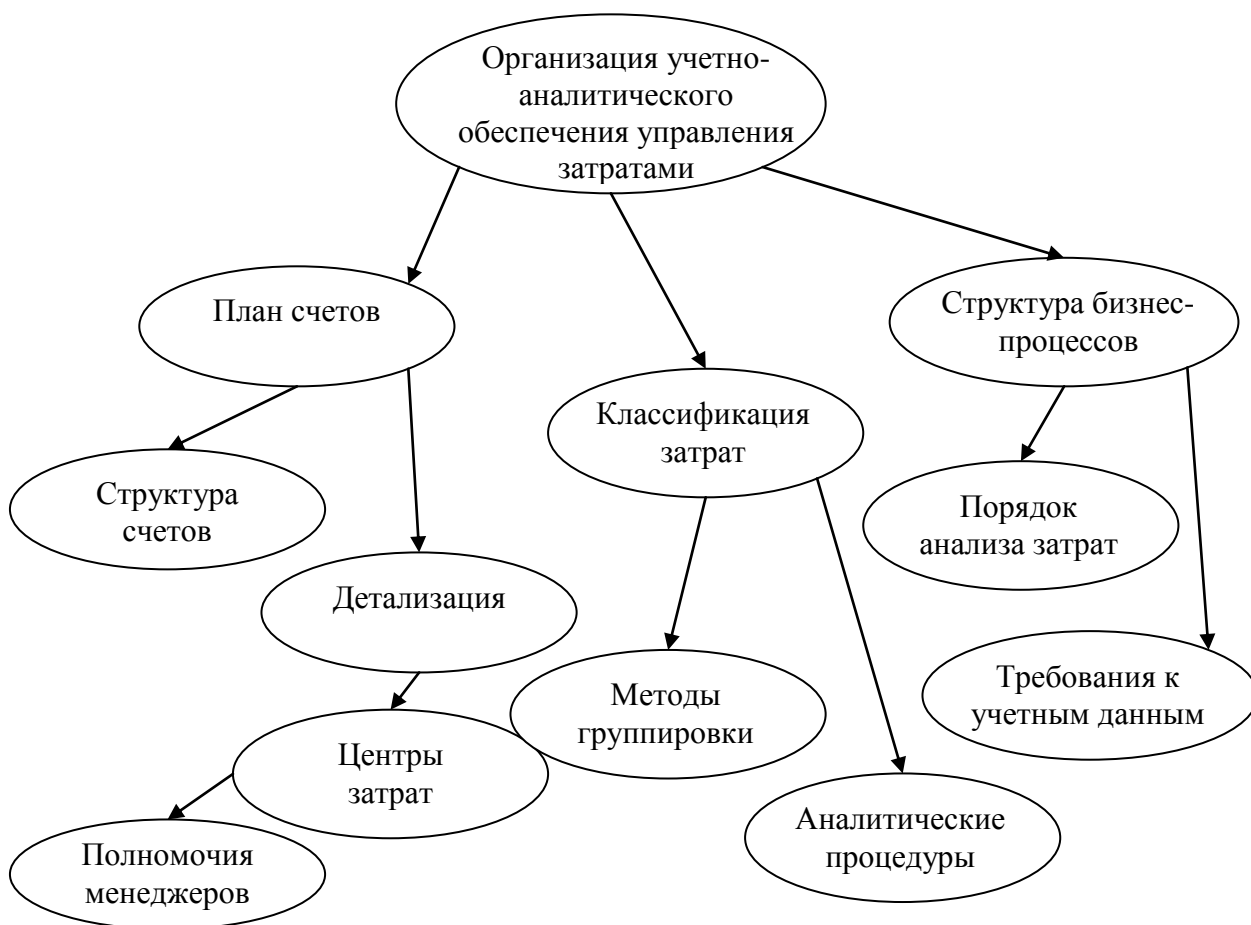 Организация учетно-
аналитического
обеспечения управления
затратами
План счетов
Структура бизнес-
процессов
Классификация
затрат
Структура
счетов
Порядок
анализа затрат
Детализация
Методы
группировки
Требования к
учетным данным
Центры
затрат
Аналитические
процедуры
Полномочия
менеджеров